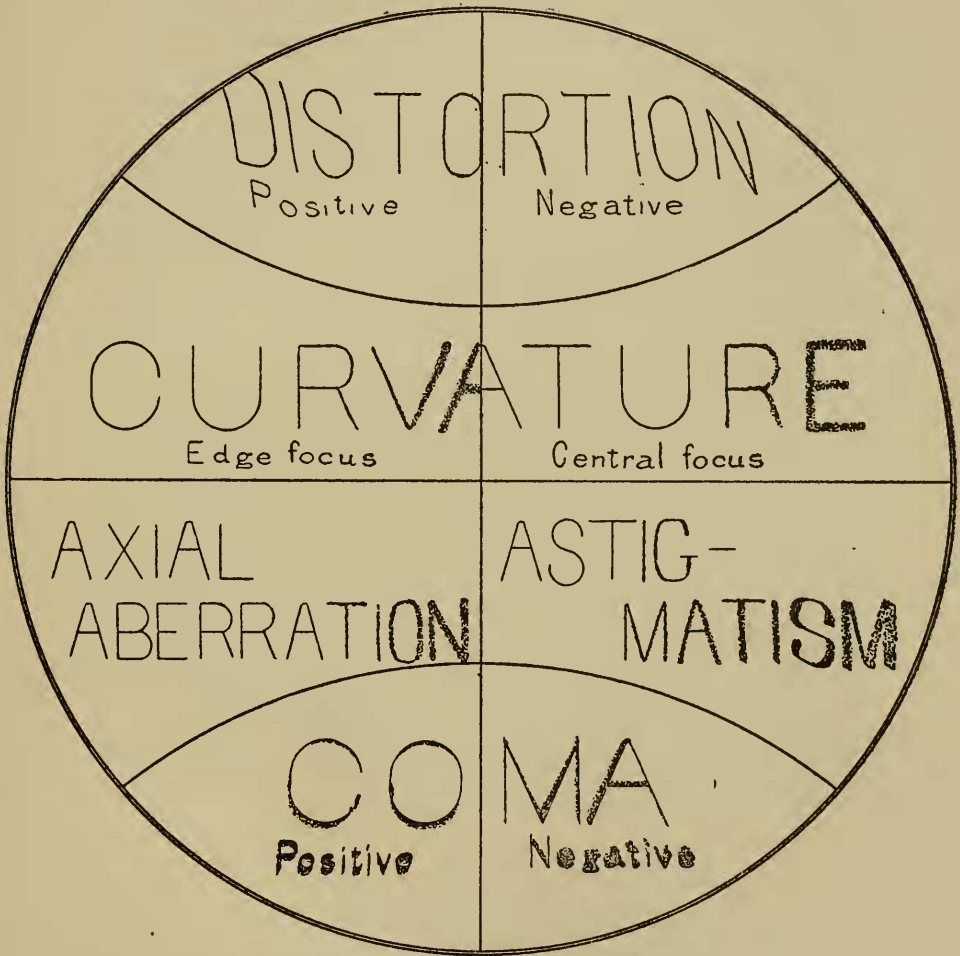 DISTORTION
Positive Negative
CURVATURE
Edge focus Central focus
AXIAL ASTIG-
ABERRATION MATISM
COMA
Positive Negative